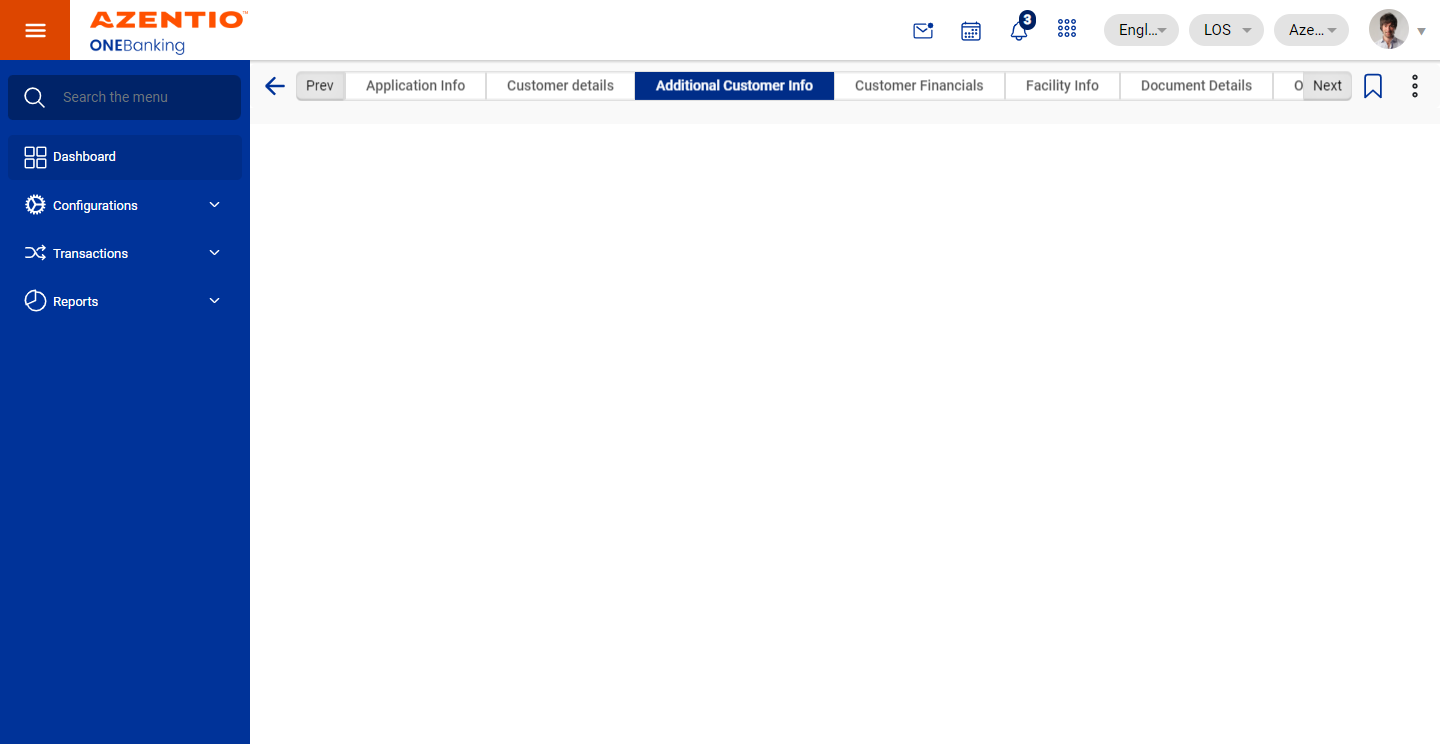 AZENTIO™
ONEBanking
3
Engl...
LOS
Aze...
Search the menu
Prev
Application Info
Customer details
Additional Customer Info
Customer Financials
Facility Info
Document Details
O
Next
Dashboard
Configurations
Transactions
Reports